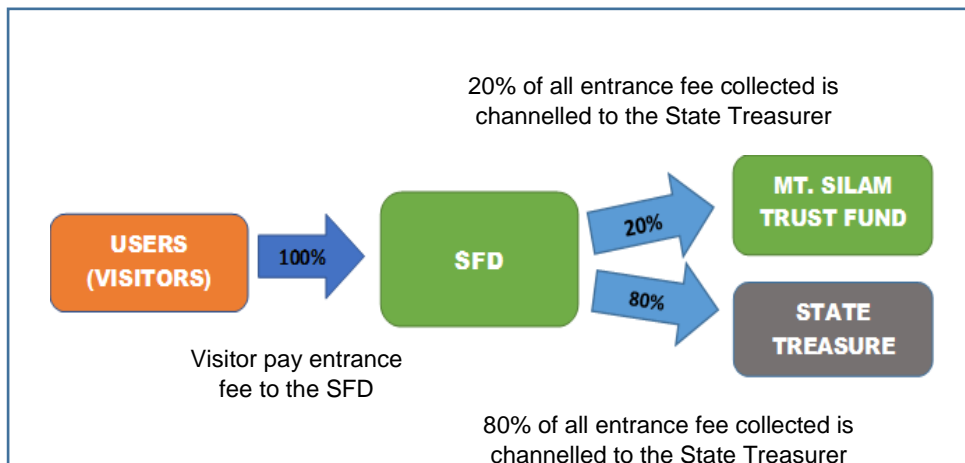 20% of all entrance fee collected is
channelled to the State Treasurer
MT. SILAM
TRUST FUND
USERS
(VISITORS)
100%
SFD
20%
80%
STATE
TREASURE
Visitor pay entrance
fee to the SFD
80% of all entrance fee collected is
channelled to the State Treasurer